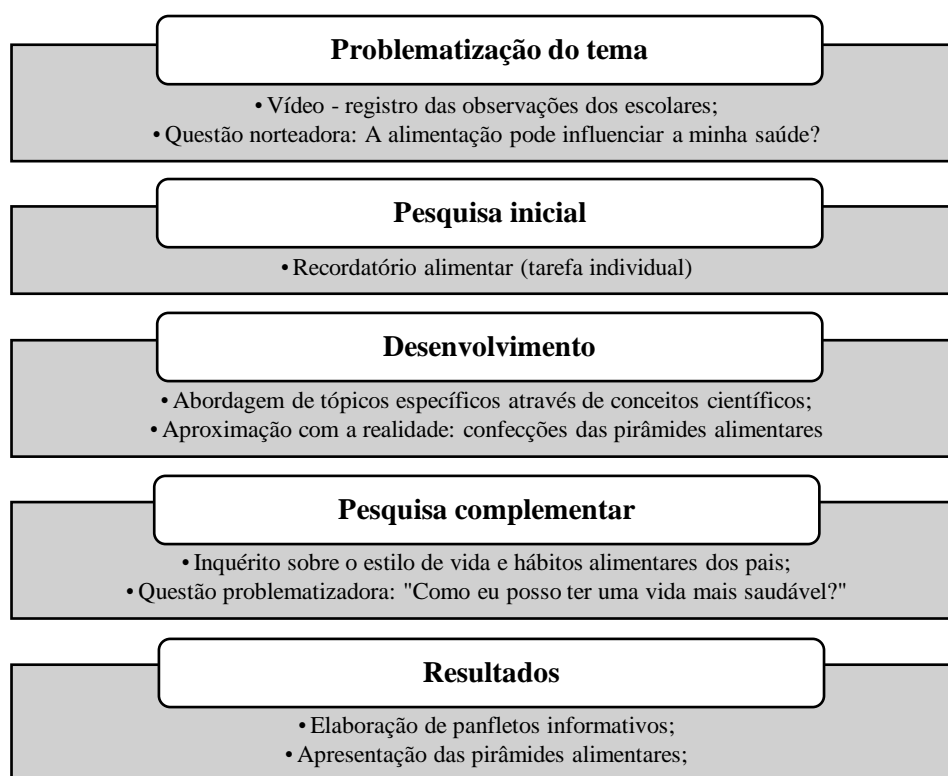 Problematização do tema
• Vídeo - registro das observações dos escolares;
• Questão norteadora: A alimentação pode influenciar a minha saúde?
Pesquisa inicial
• Recordatório alimentar (tarefa individual)
Desenvolvimento
• Abordagem de tópicos específicos através de conceitos científicos;
• Aproximação com a realidade: confecções das pirâmides alimentares
Pesquisa complementar
• Inquérito sobre o estilo de vida e hábitos alimentares dos pais;
• Questão problematizadora: "Como eu posso ter uma vida mais saudável?"
Resultados
• Elaboração de panfletos informativos;
• Apresentação das pirâmides alimentares;